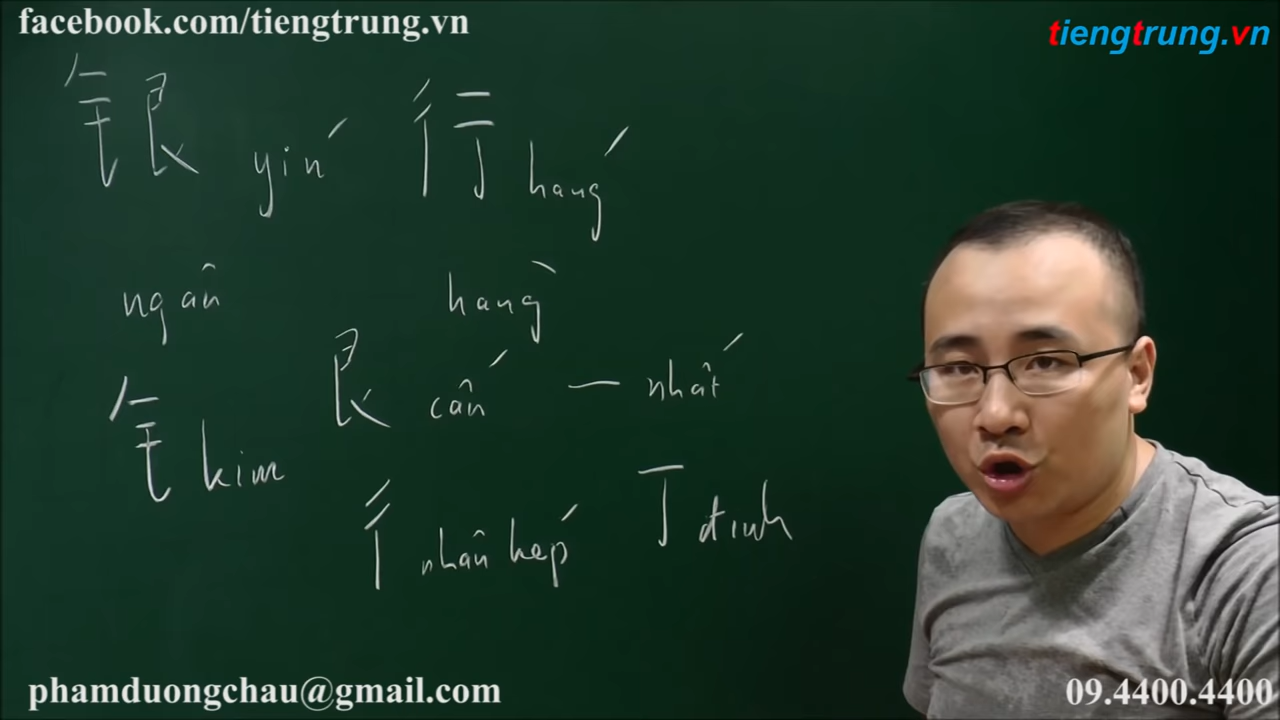 facebook.com/tiengtrung.vn
tiengtrung.vn
银 yín 行 háng
ngân hàng
钅 kim 艮 cấn 一 nhất
彳 nhân hép 丁 đinh
phamduongchau@gmail.com
09.4400.4400